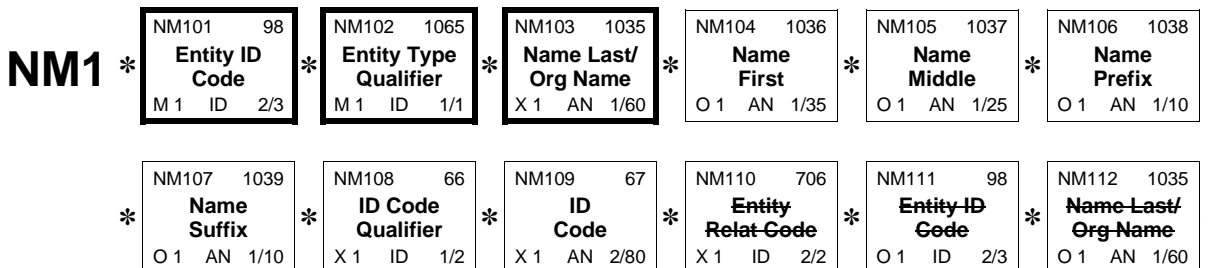 NM101 98 NM102 1065 NM103 1035 NM104 1036 NM105 1037 NM106 1038
NM1 * Entity ID * Entity Type * Name Last/ * Name * Name * Name
Code Qualifier Org Name First Middle Prefix
M 1 ID 2/3 M 1 ID 1/1 X 1 AN 1/60 O 1 AN 1/35 O 1 AN 1/25 O 1 AN 1/10
NM107 1039 NM108 66 NM109 67 NM110 706 NM111 98 NM112 1035
* Name * ID Code * ID * Entity * Entity ID * Name Last/
Suffix Qualifier Code Relat Code Code Org Name
O 1 AN 1/10 X 1 ID 1/2 X 1 AN 2/80 X 1 ID 2/2 O 1 ID 2/3 O 1 AN 1/60